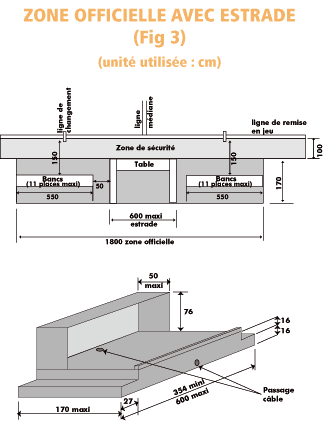 ZONE OFFICIELLE AVEC ESTRADE
(Fig 3)
(unité utilisée : cm)
ligne de
changement
ligne
médiane
ligne de remise
en jeu
Zone de sécurité
100
150
150
Table
Bancs
(11 places maxi)
50
Bancs
(11 places maxi)
170
550
550
600 maxi
estrade
1800 zone officielle
50
maxi
76
16
16
354 mini
600 maxi
Passage
câble
27
170 maxi